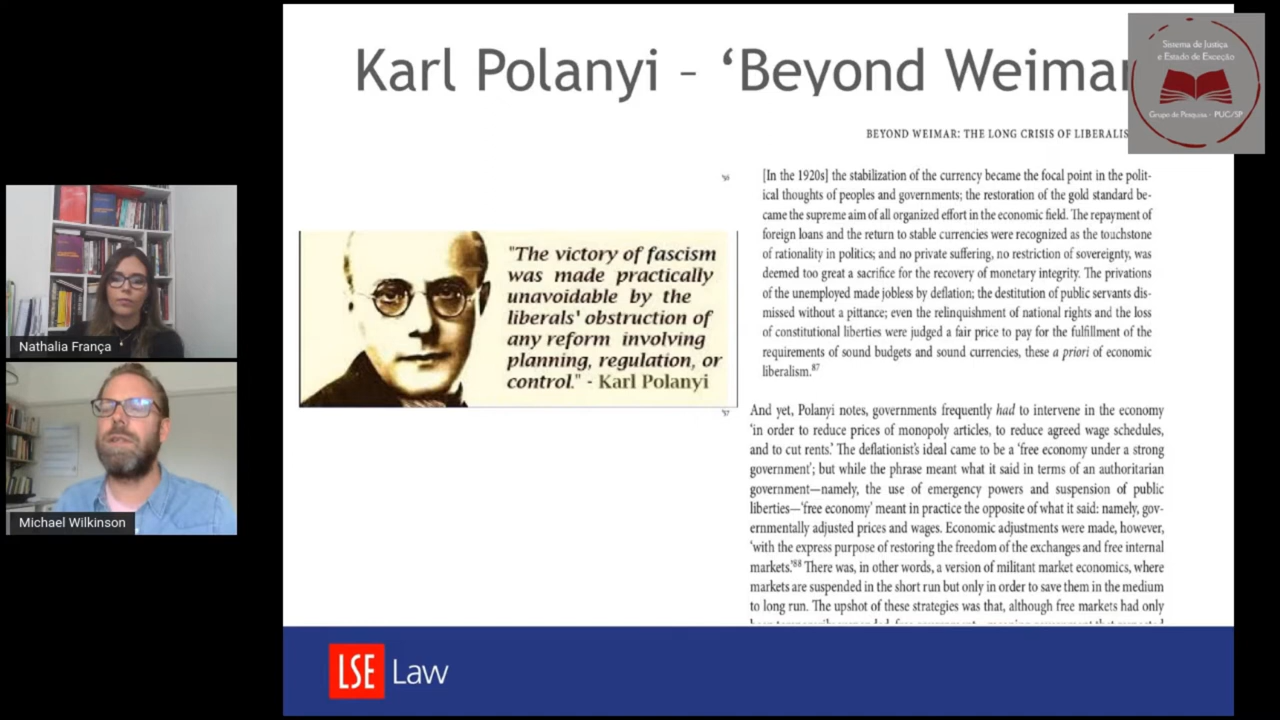 Karl Polanyi – ‘Beyond Weimar
Sistema de Justiça
e Estado de Exceção
Grupo de Pesquisa - PUC/SP
BEYOND WEIMAR: THE LONG CRISIS OF LIBERALIS
[In the 1920s] the stabilization of the currency became the focal point in the polit-
ical thoughts of peoples and governments; the restoration of the gold standard be-
came the supreme aim of all organized effort in the economic field. The repayment of
foreign loans and the return to stable currencies were recognized as the touchstone
of rationality in politics; and no private suffering, no restriction of sovereignty, was
deemed too great a sacrifice for the recovery of monetary integrity. The privations
of the unemployed made jobless by deflation; the destitution of public servants dis-
missed without a pittance; even the relinquishment of national rights and the loss
of constitutional liberties were judged a fair price to pay for the fulfillment of the
requirements of sound budgets and sound currencies, these a priori of economic
liberalism.87
"The victory of fascism
was made practically
unavoidable by the
liberals' obstruction of
any reform involving
planning, regulation, or
control." - Karl Polanyi
And yet, Polanyi notes, governments frequently had to intervene in the economy
‘in order to reduce prices of monopoly articles, to reduce agreed wage schedules,
and to cut rents.’ The deflationist’s ideal came to be a ‘free economy under a strong
government’; but while the phrase meant what it said in terms of an authoritarian
government—namely, the use of emergency powers and suspension of public
liberties—‘free economy’ meant in practice the opposite of what it said: namely, gov-
ernmentally adjusted prices and wages. Economic adjustments were made, however,
‘with the express purpose of restoring the freedom of the exchanges and free internal
markets.’88 There was, in other words, a version of militant market economics, where
markets are suspended in the short run but only in order to save them in the medium
to long run. The upshot of these strategies was that, although free markets had only
Nathalia França
Michael Wilkinson
LSE Law